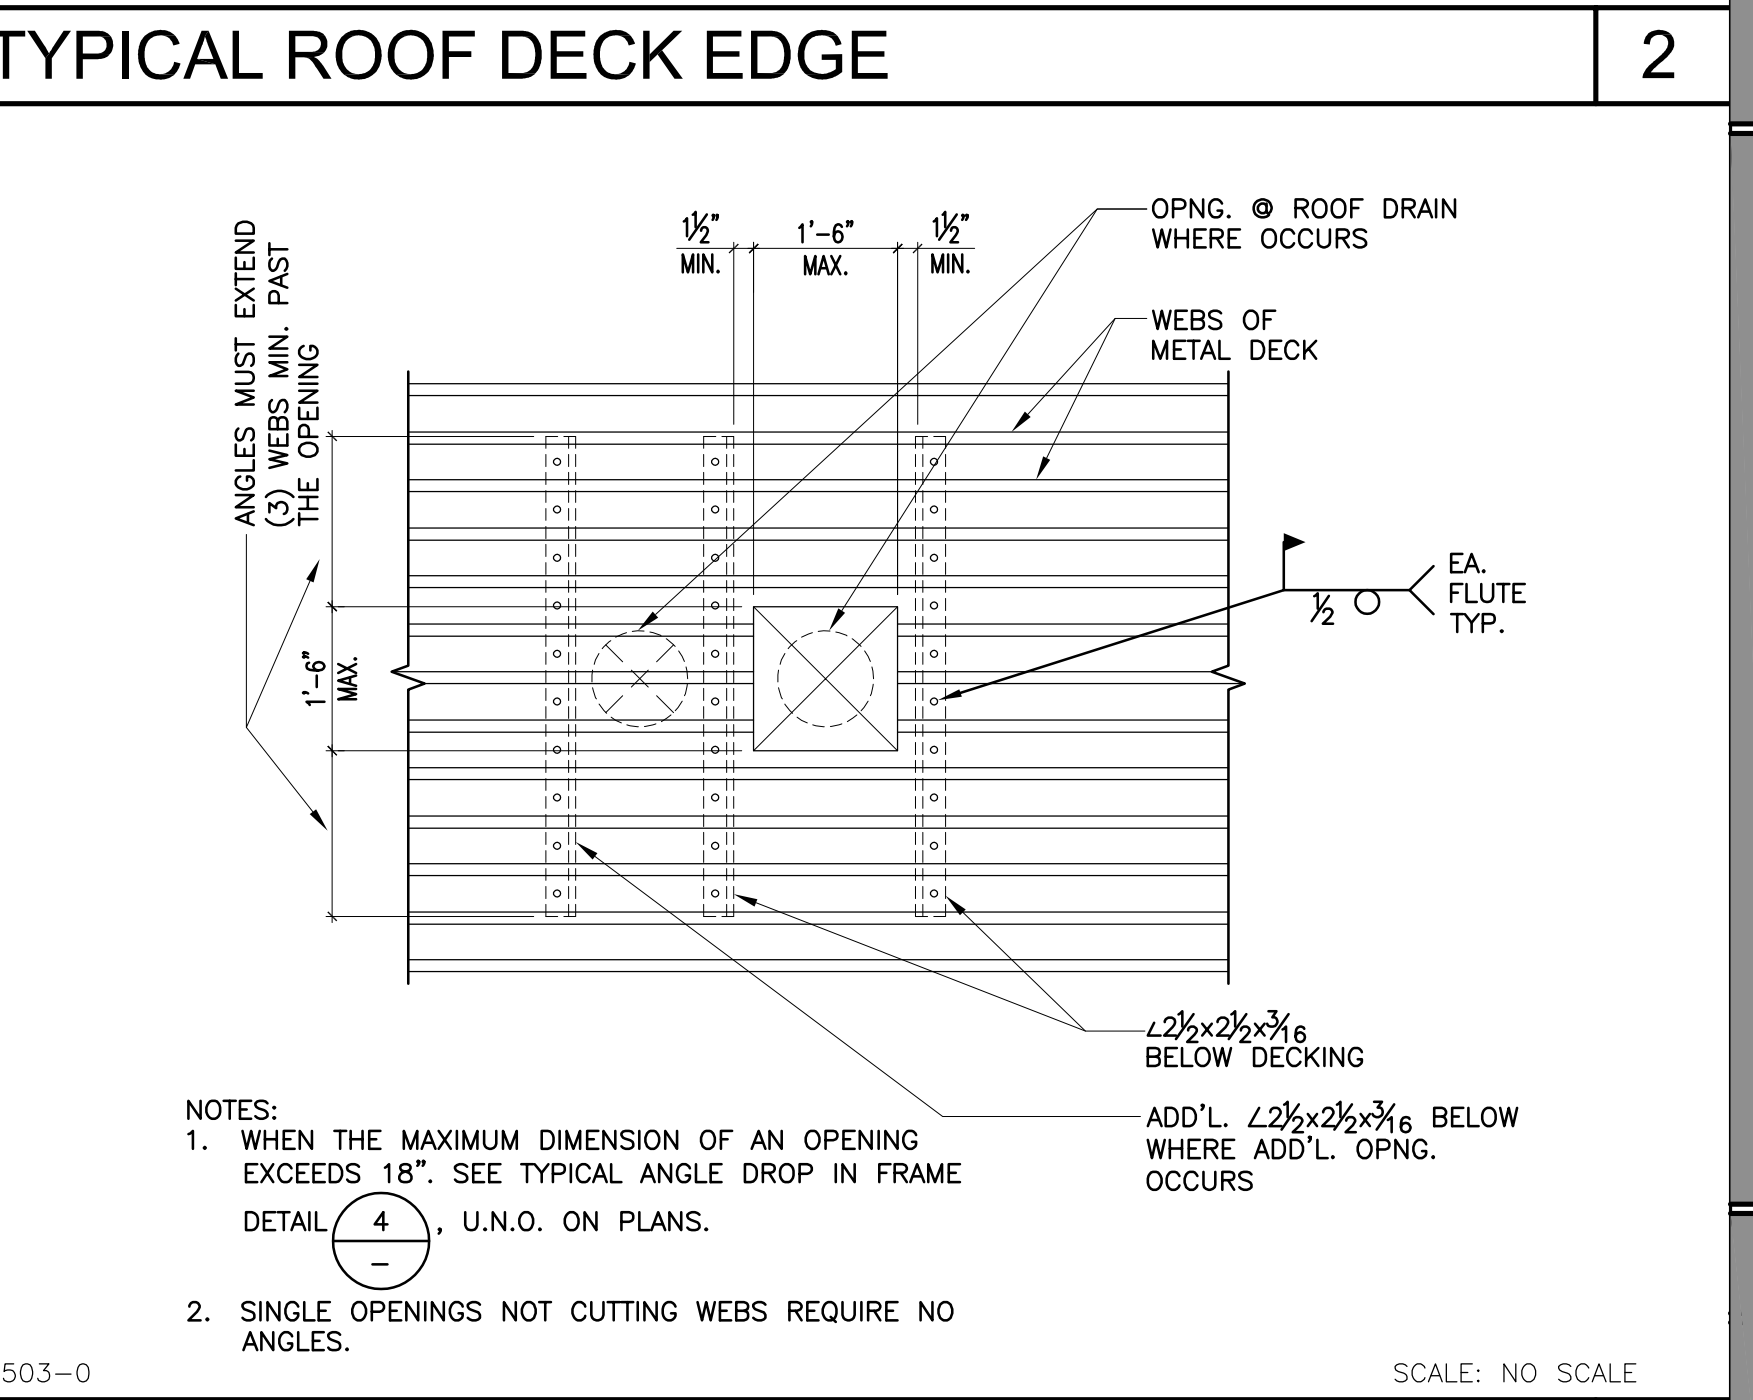 TYPICAL ROOF DECK EDGE
2
ANGLES MUST EXTEND
(3) WEBS MIN. PAST
THE OPENING
1½"
MIN.
1'-6"
MAX.
1½"
MIN.
OPNG. @ ROOF DRAIN
WHERE OCCURS
WEBS OF
METAL DECK
1'-6"
MAX.
½
EA.
FLUTE
TYP.
∠2½x2½x3/16
BELOW DECKING
ADD'L. ∠2½x2½x3/16 BELOW
WHERE ADD'L. OPNG.
OCCURS
NOTES:
1. WHEN THE MAXIMUM DIMENSION OF AN OPENING
EXCEEDS 18". SEE TYPICAL ANGLE DROP IN FRAME
DETAIL 4 , U.N.O. ON PLANS.
–
2. SINGLE OPENINGS NOT CUTTING WEBS REQUIRE NO
ANGLES.
503-0
SCALE: NO SCALE